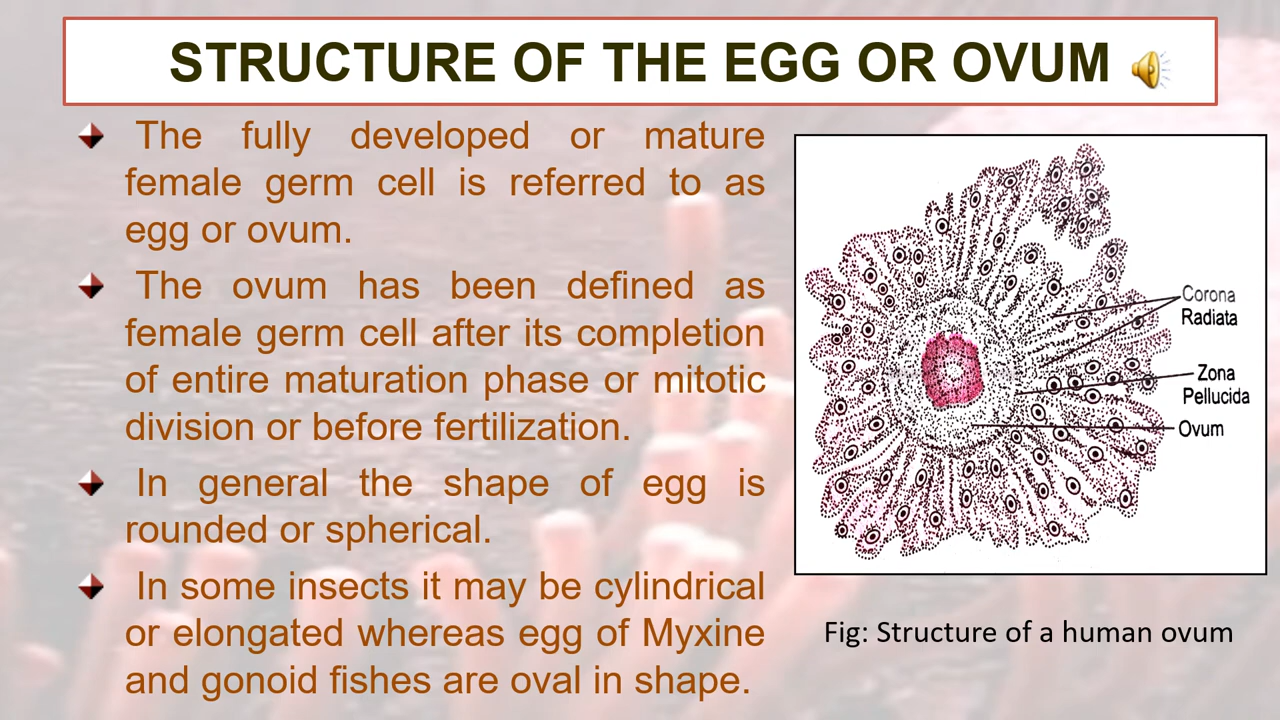 STRUCTURE OF THE EGG OR OVUM
The fully developed or mature
female germ cell is referred to as
egg or ovum.
The ovum has been defined as
female germ cell after its completion
of entire maturation phase or mitotic
division or before fertilization.
In general the shape of egg is
rounded or spherical.
In some insects it may be cylindrical
or elongated whereas egg of Myxine
and gonoid fishes are oval in shape.
Corona
Radiata
Zona
Pellucida
Ovum
Fig: Structure of a human ovum